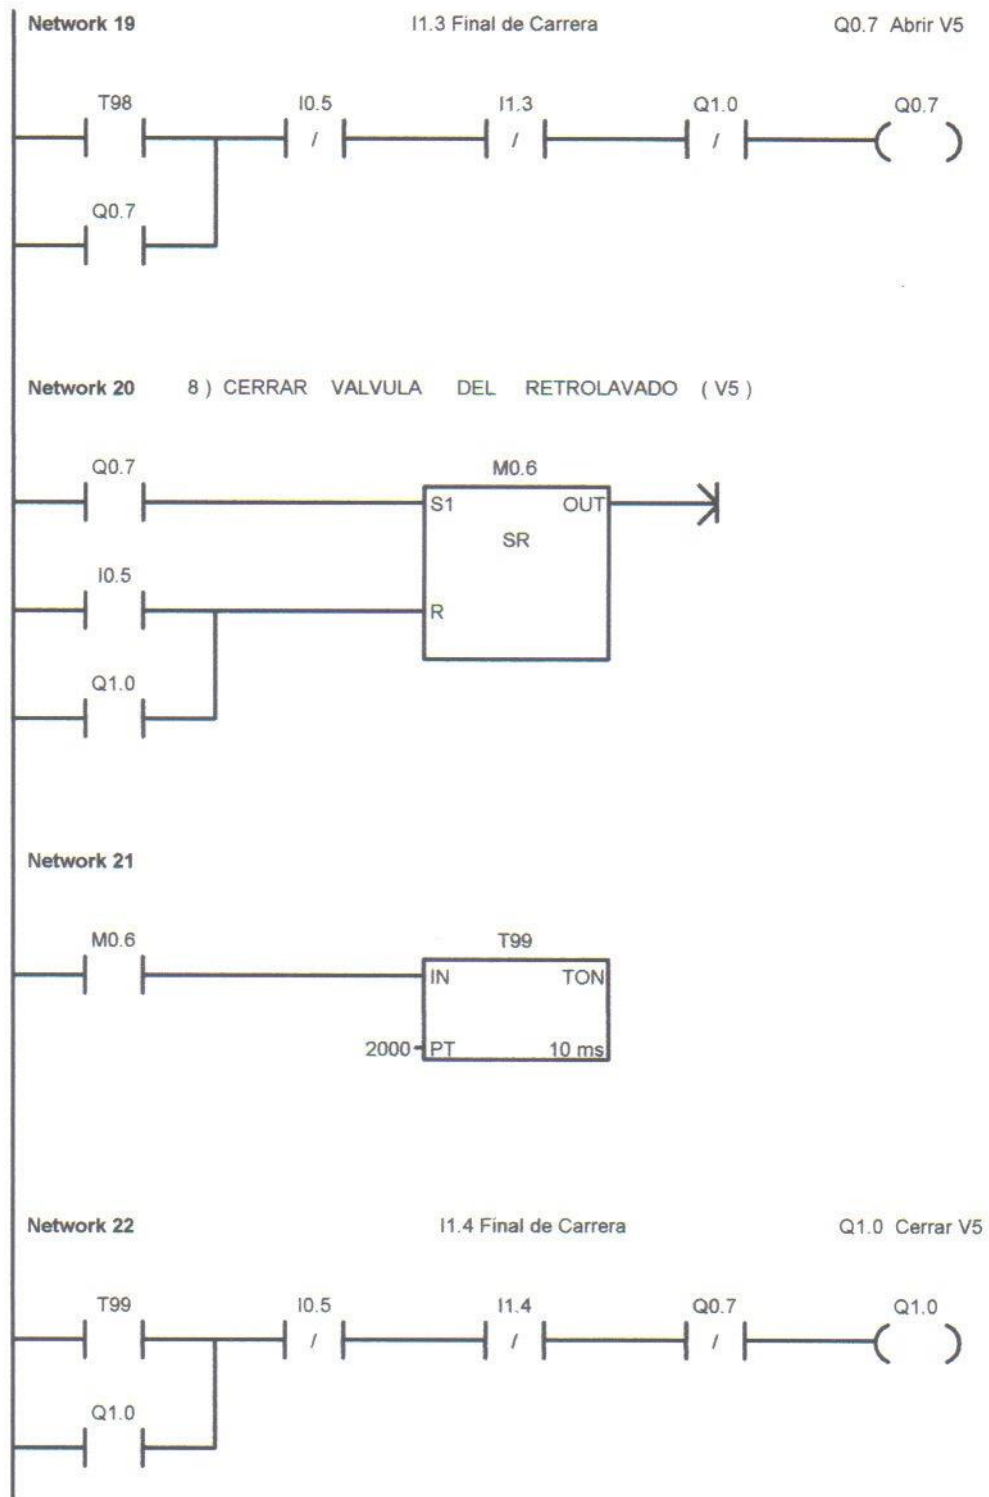 Network 19 I1.3 Final de Carrera Q0.7 Abrir V5
T98 I0.5 I1.3 Q1.0 Q0.7
/ / /
Q0.7
Network 20 8 ) CERRAR VALVULA DEL RETROLAVADO ( V5 )
Q0.7 M0.6
S1 OUT
SR
I0.5
R
Q1.0
Network 21
M0.6 T99
IN TON
2000 PT 10 ms
Network 22 I1.4 Final de Carrera Q1.0 Cerrar V5
T99 I0.5 I1.4 Q0.7 Q1.0
/ / /
Q1.0